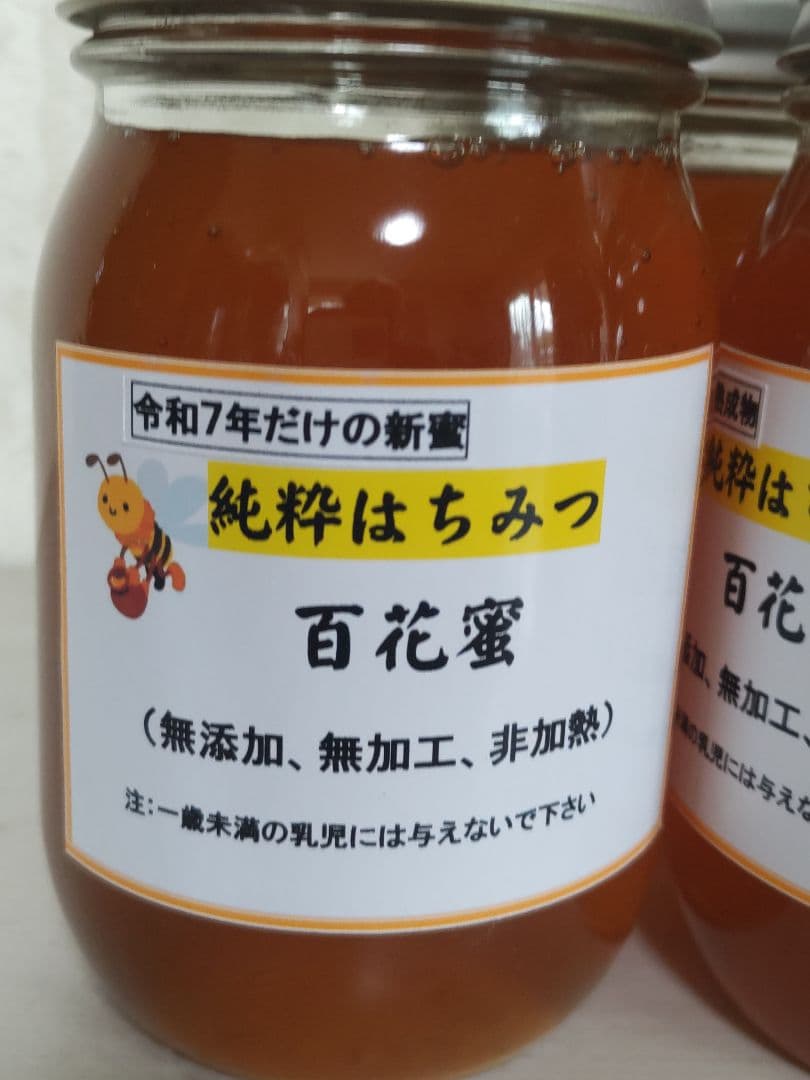 令和7年だけの新蜜
純粋はちみつ
百花蜜
（無添加、無加工、非加熱）
注：一歳未満の乳児には与えないで下さい
熟成物
純粋は
百花
添加、無加工、
満の乳児には与えな